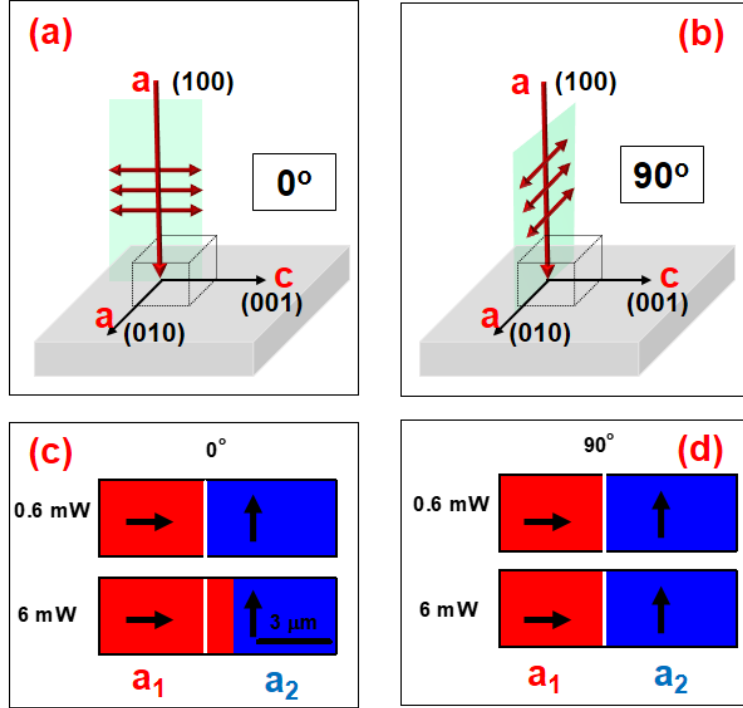 (a)
a (100)
0°
c
(001)
a
(010)
(b)
a (100)
90°
c
(001)
a
(010)
(c)
0°
0.6 mW
6 mW
3 μm
a₁
a₂
(d)
90°
0.6 mW
6 mW
a₁
a₂